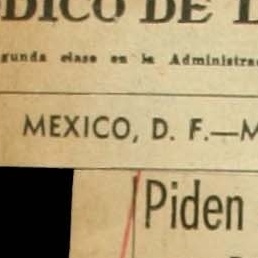 DICO DE L
gunda clase en la Administra
MEXICO, D. F.—M
Piden